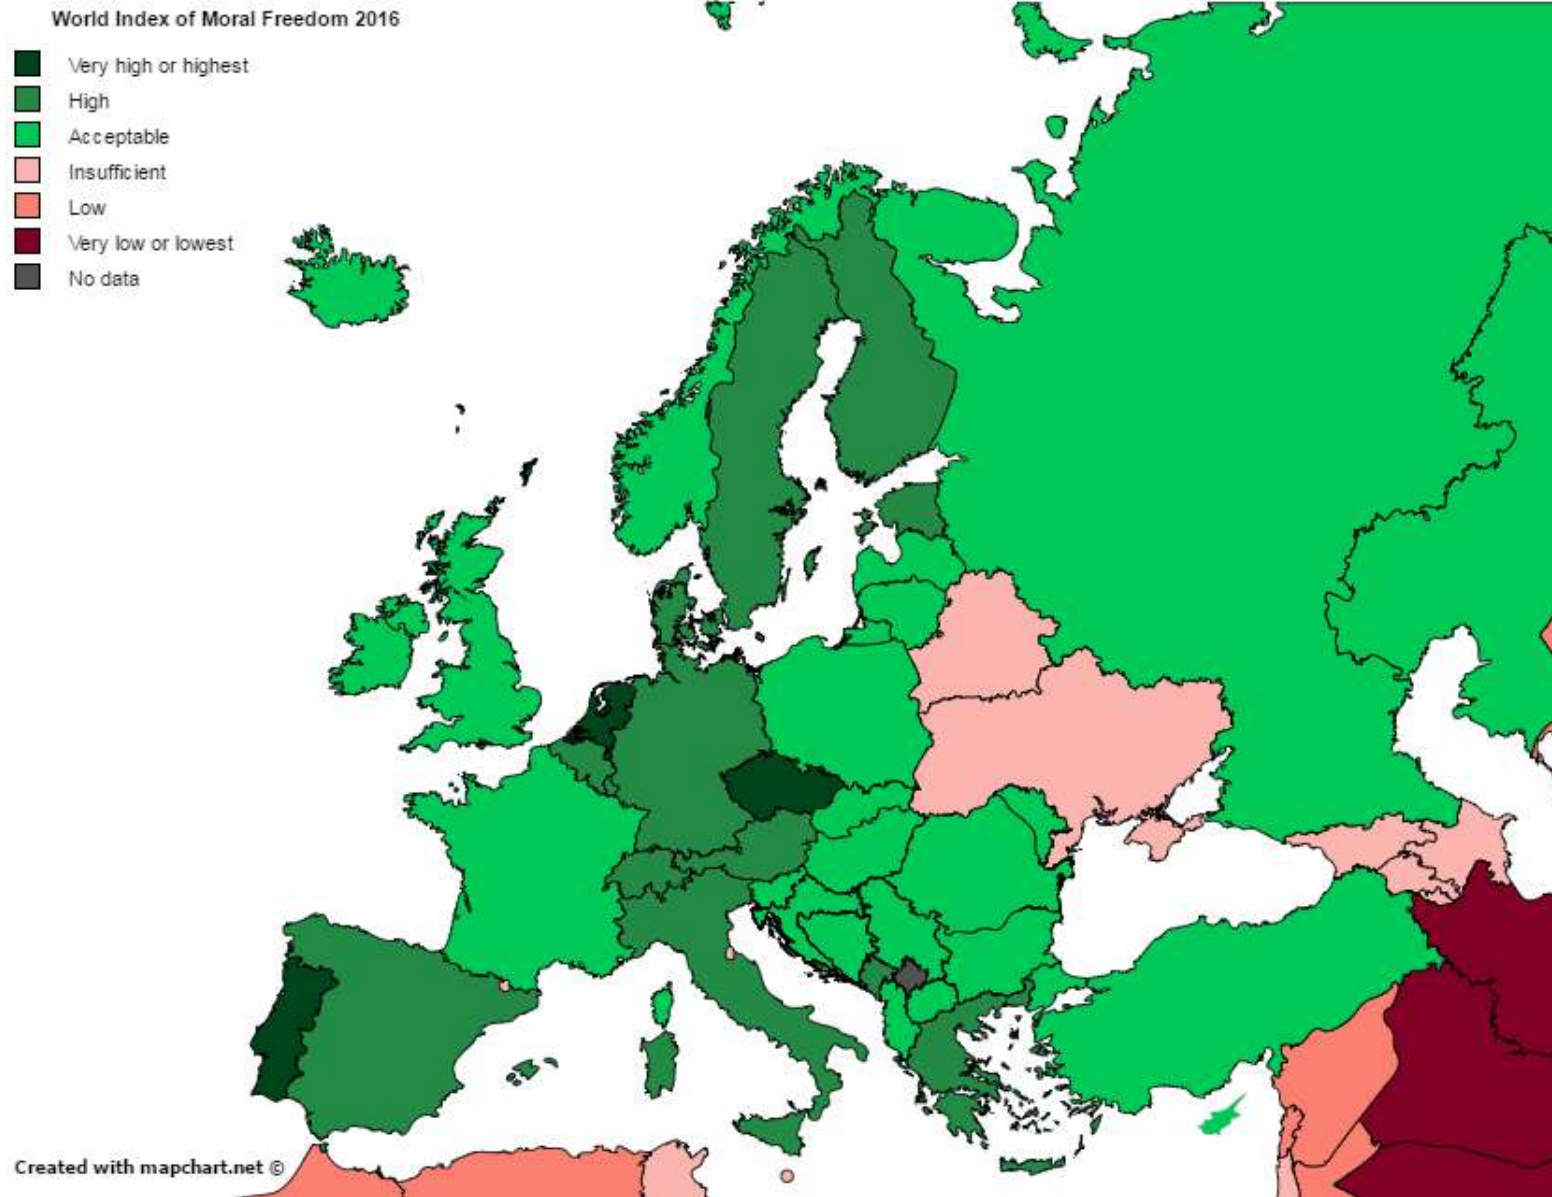 World Index of Moral Freedom 2016
Very high or highest
High
Acceptable
Insufficient
Low
Very low or lowest
No data
Created with mapchart.net ©